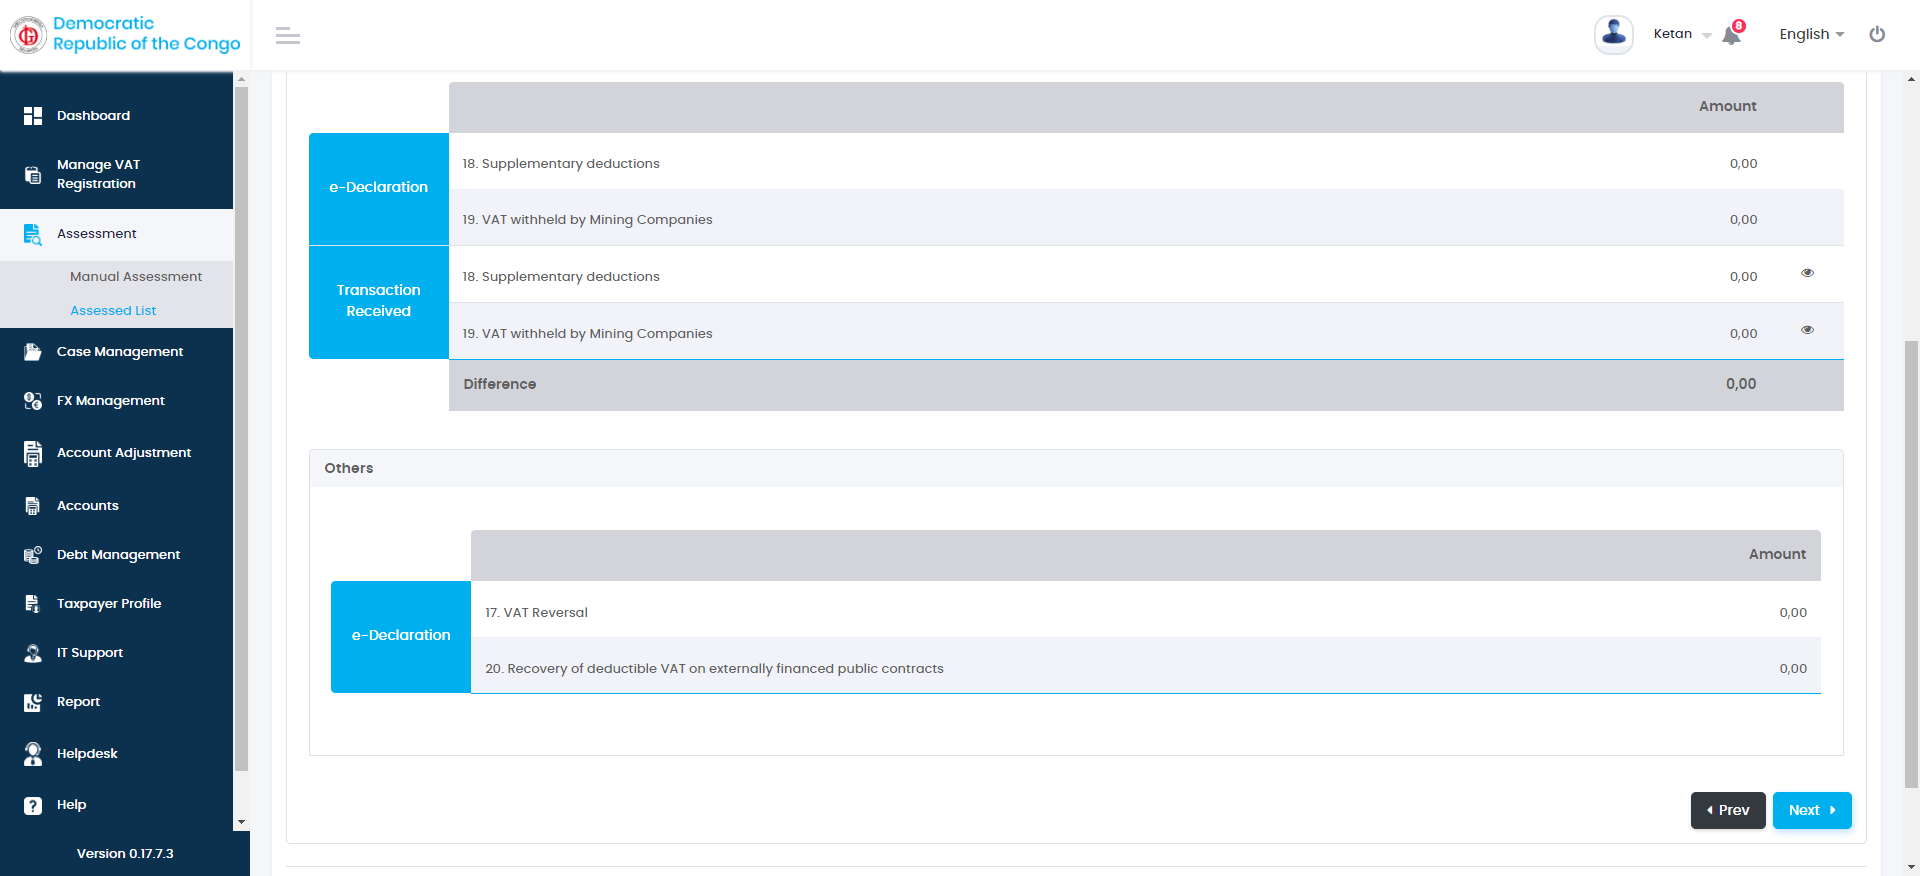 Democratic
Republic of the Congo
Ketan
8
English
Dashboard
Manage VAT
Registration
Assessment
Manual Assessment
Assessed List
Case Management
FX Management
Account Adjustment
Accounts
Debt Management
Taxpayer Profile
IT Support
Report
Helpdesk
Help
Version 0.17.7.3
Amount
e-Declaration
18. Supplementary deductions 0,00
19. VAT withheld by Mining Companies 0,00
Transaction
Received
18. Supplementary deductions 0,00
19. VAT withheld by Mining Companies 0,00
Difference 0,00
Others
Amount
e-Declaration
17. VAT Reversal 0,00
20. Recovery of deductible VAT on externally financed public contracts 0,00
Prev
Next